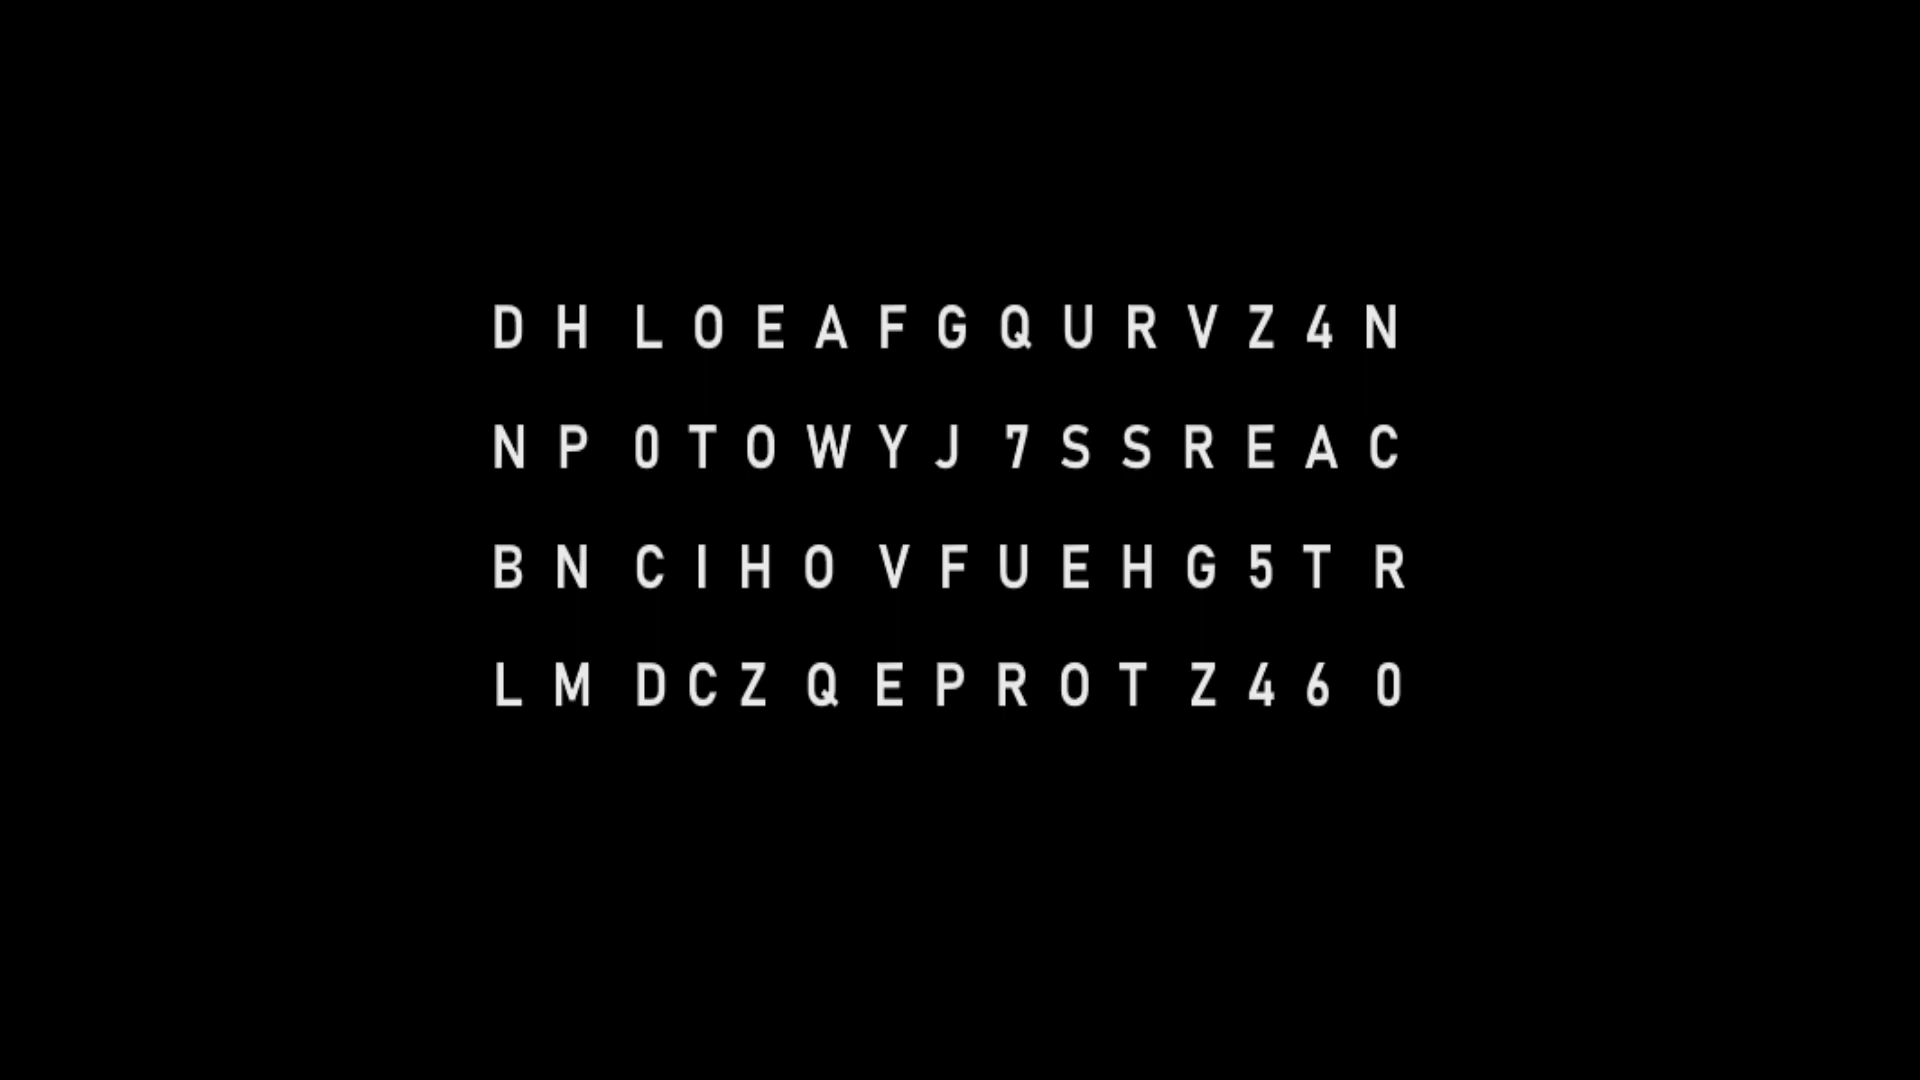 D H L O E A F G Q U R V Z 4 N
N P 0 T O W Y J 7 S S R E A C
B N C I H O V F U E H G 5 T R
L M D C Z Q E P R O T Z 4 6 0